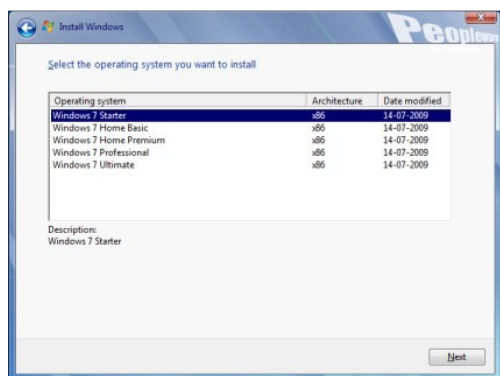 Peopleware
Install Windows
Select the operating system you want to install
Operating system Architecture Date modified
Windows 7 Starter x86 14-07-2009
Windows 7 Home Basic x86 14-07-2009
Windows 7 Home Premium x86 14-07-2009
Windows 7 Professional x86 14-07-2009
Windows 7 Ultimate x86 14-07-2009
Description:
Windows 7 Starter
Next